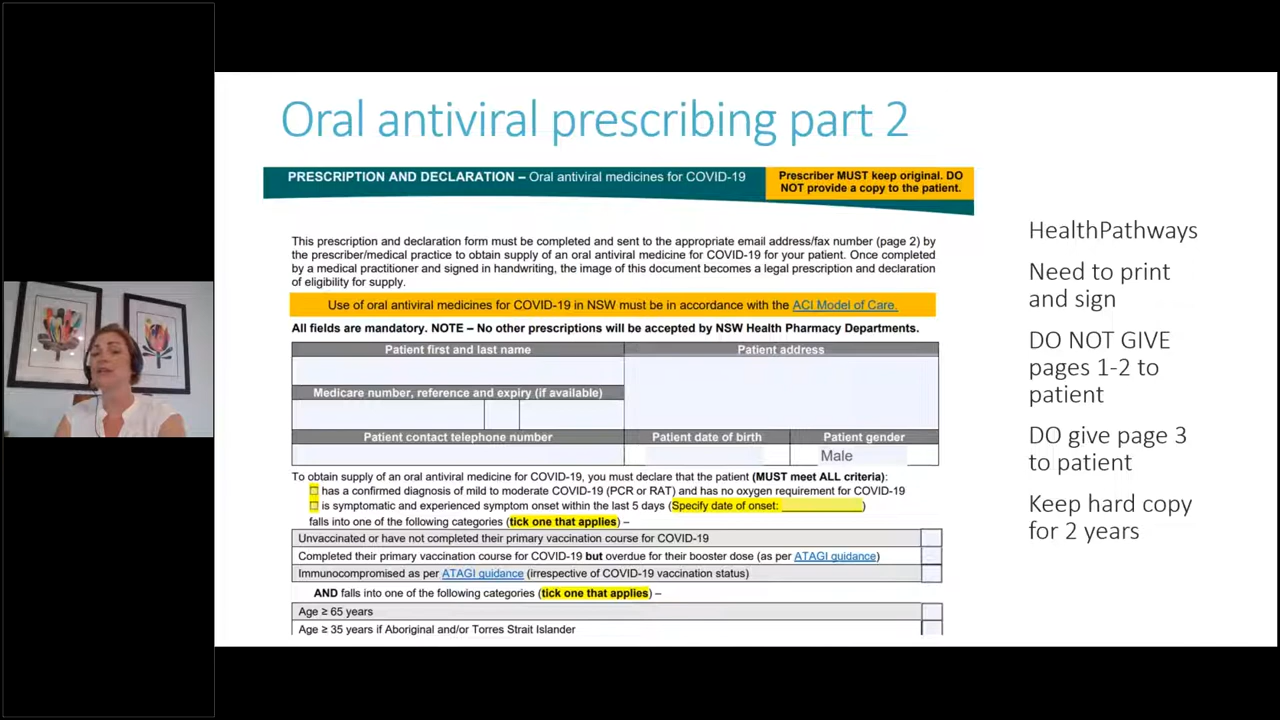 Oral antiviral prescribing part 2
PRESCRIPTION AND DECLARATION – Oral antiviral medicines for COVID-19
Prescriber MUST keep original. DO
NOT provide a copy to the patient.
This prescription and declaration form must be completed and sent to the appropriate email address/fax number (page 2) by
the prescriber/medical practice to obtain supply of an oral antiviral medicine for COVID-19 for your patient. Once completed
by a medical practitioner and signed in handwriting, the image of this document becomes a legal prescription and declaration
of eligibility for supply.
Use of oral antiviral medicines for COVID-19 in NSW must be in accordance with the ACI Model of Care.
All fields are mandatory. NOTE – No other prescriptions will be accepted by NSW Health Pharmacy Departments.
Patient first and last name
Patient address
Medicare number, reference and expiry (if available)
Patient contact telephone number
Patient date of birth
Patient gender
Male
To obtain supply of an oral antiviral medicine for COVID-19, you must declare that the patient (MUST meet ALL criteria):
☐ has a confirmed diagnosis of mild to moderate COVID-19 (PCR or RAT) and has no oxygen requirement for COVID-19
☐ is symptomatic and experienced symptom onset within the last 5 days (Specify date of onset: _____________)
falls into one of the following categories (tick one that applies) –
Unvaccinated or have not completed their primary vaccination course for COVID-19
Completed their primary vaccination course for COVID-19 but overdue for their booster dose (as per ATAGI guidance)
Immunocompromised as per ATAGI guidance (irrespective of COVID-19 vaccination status)
AND falls into one of the following categories (tick one that applies) –
Age ≥ 65 years
Age ≥ 35 years if Aboriginal and/or Torres Strait Islander
HealthPathways
Need to print
and sign
DO NOT GIVE
pages 1-2 to
patient
DO give page 3
to patient
Keep hard copy
for 2 years